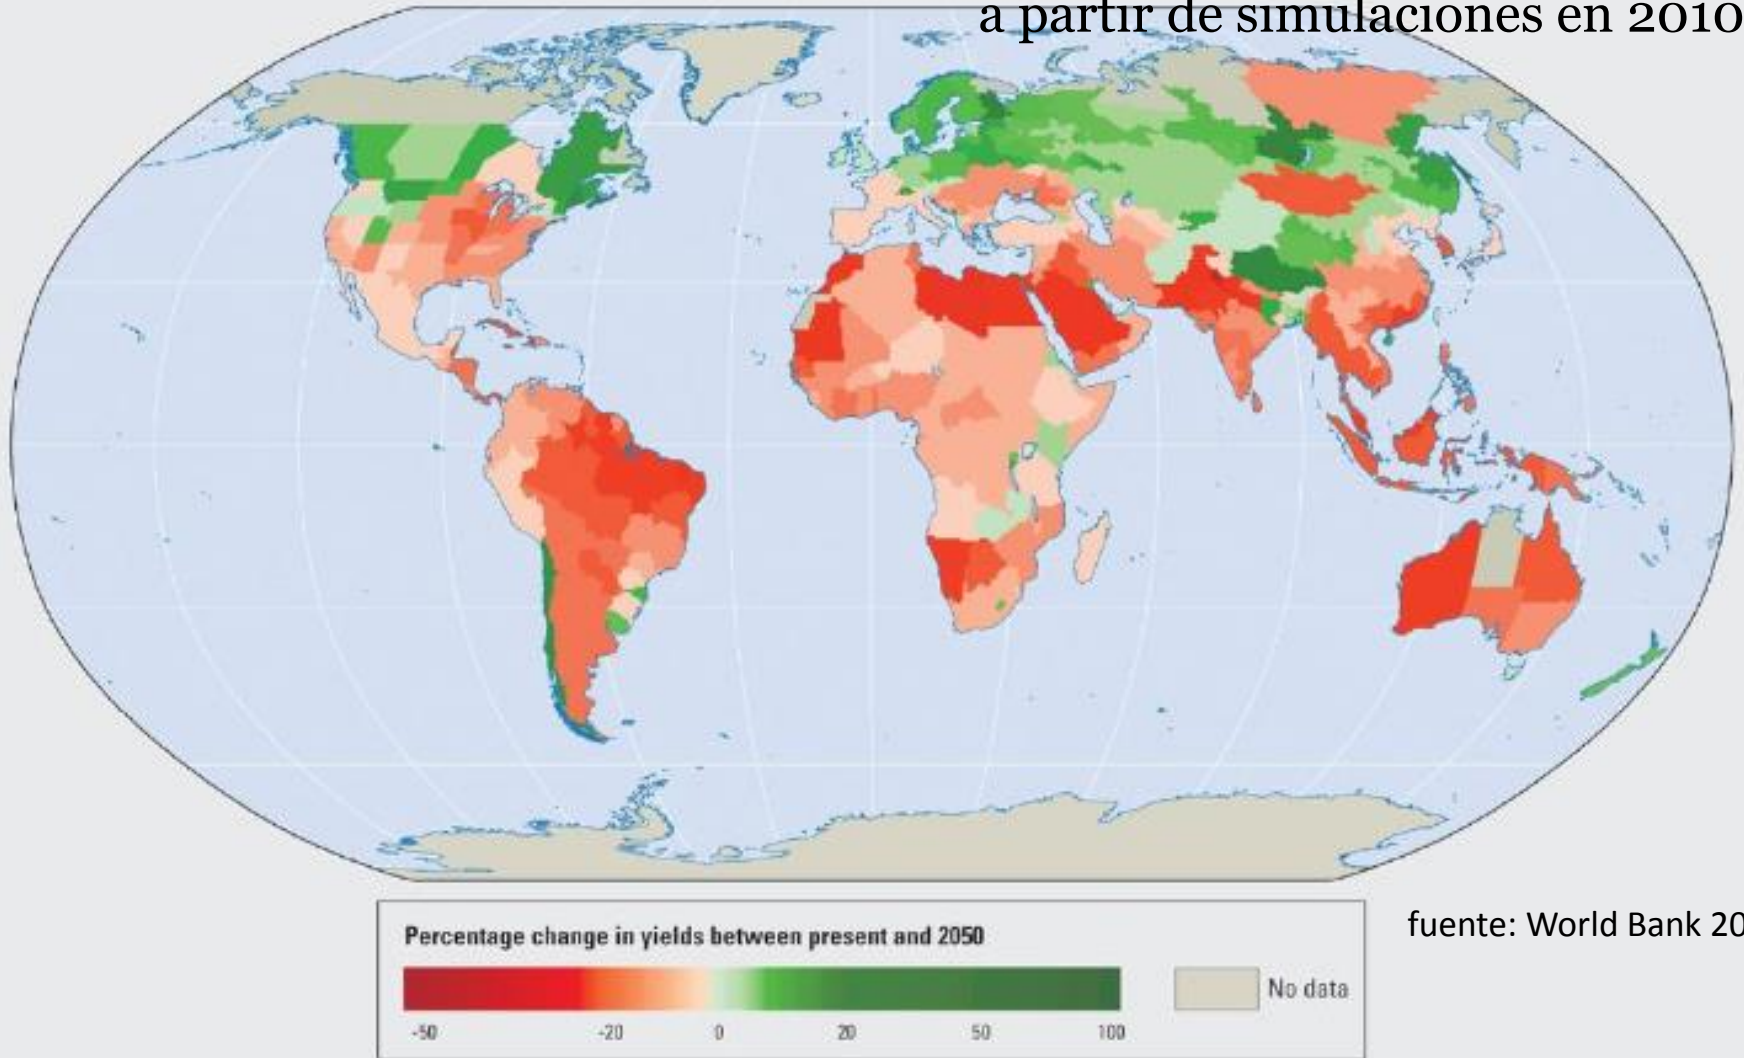 a partir de simulaciones en 2010
fuente: World Bank 20
Percentage change in yields between present and 2050
No data
-50 -20 0 20 50 100